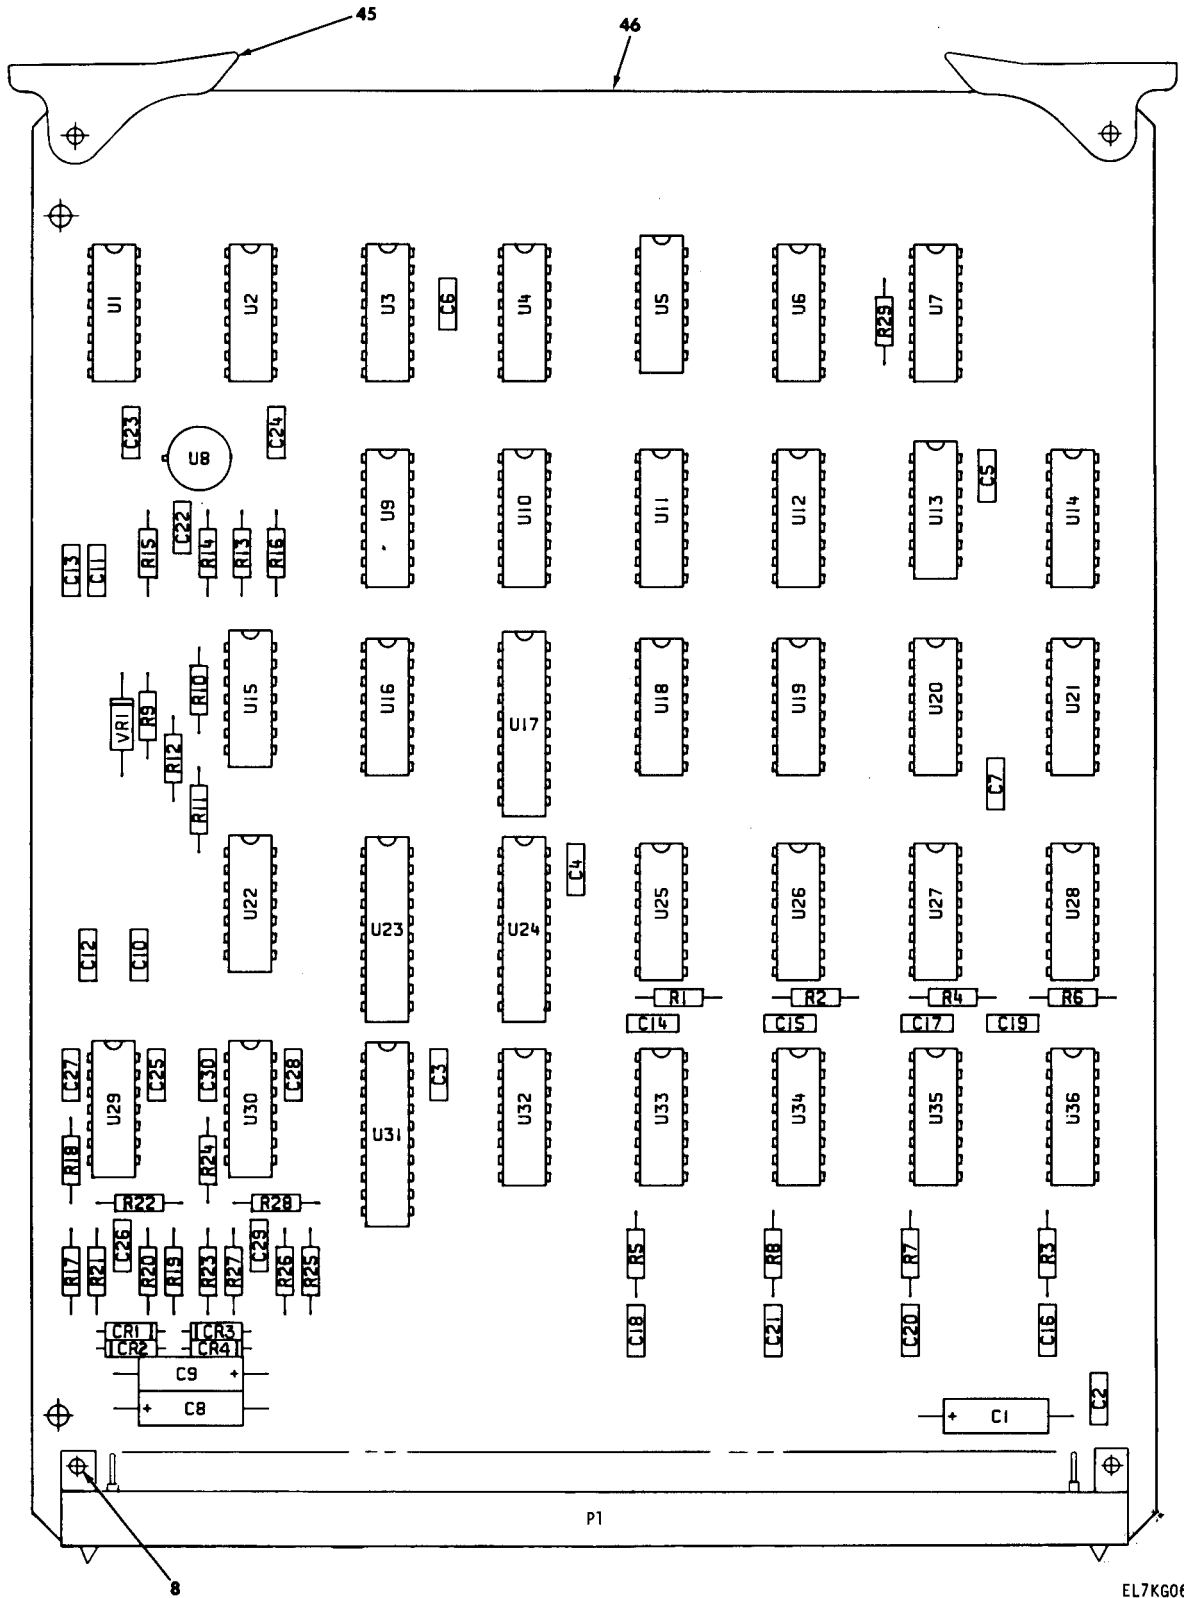 45
46
U1 U2 U3 C6 U4 U5 U6 R29 U7
C23 U8 C24
U9 U10 U11 U12 U13 C5 U14
C13 C11 R15 C22 R14 R13 R16
U15 U16 U17 U18 U19 U20 U21
VR1 R9 R12 R10 R11
C7
U22 U23 U24 C4 U25 U26 U27 U28
C12 C10
R1 R2 R4 R6
C14 C15 C17 C19
C27 U29 C25 C30 U30 C28 U31 C3 U32 U33 U34 U35 U36
R18 R24
R22 R28
R17 R21 C26 R20 R19 R23 R27 C29 R26 R25 R5 R8 R7 R3
CR1 CR3 C18 C21 C20 C16
CR2 CR4
C9 +
+ C8 + C1 C2
P1
8
EL7KG06